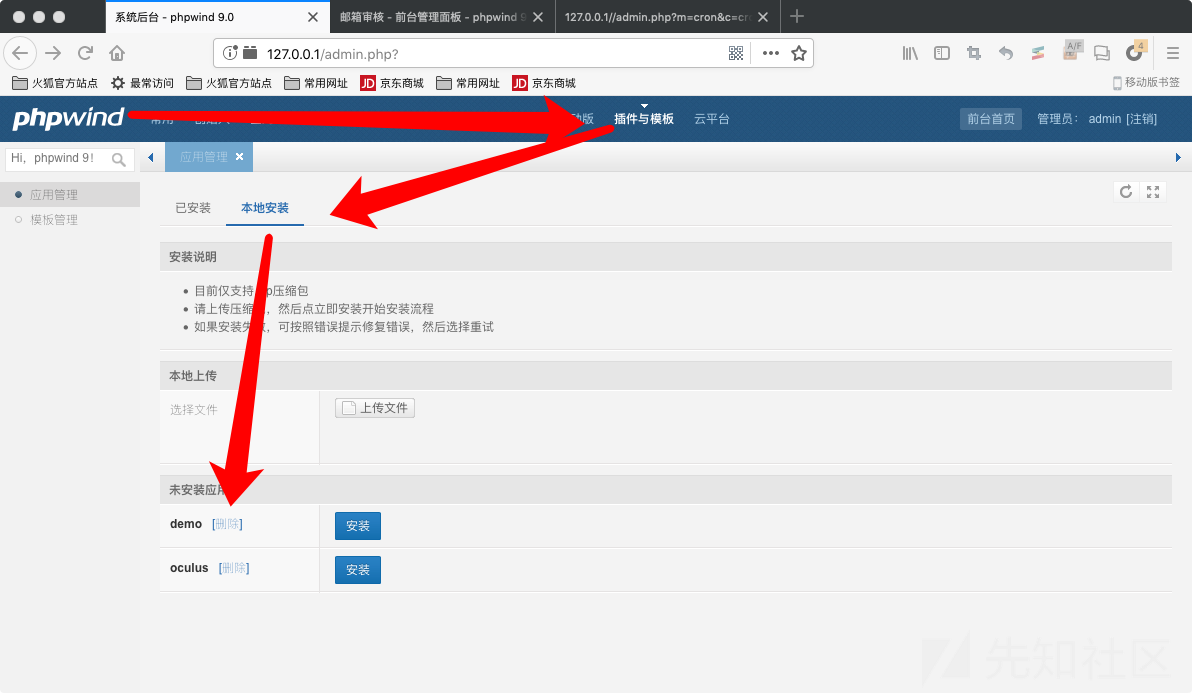 系统后台 - phpwind 9.0
邮箱审核 - 前台管理面板 - phpwind 9
127.0.0.1//admin.php?m=cron&c=cro
127.0.0.1/admin.php?
A/F
4
火狐官方站点 最常访问 火狐官方站点 常用网址 JD 京东商城 常用网址 JD 京东商城 移动版书签
phpwind 常用 版 插件与模板 云平台 前台首页 管理员: admin [注销]
Hi, phpwind 9!
应用管理
应用管理
模板管理
已安装 本地安装
安装说明
目前仅支持 p压缩包
请上传压缩 , 然后点立即安装开始安装流程
如果安装失败, 可按照错误提示修复错误, 然后选择重试
本地上传
选择文件 上传文件
未安装应
demo [删除] 安装
oculus [删除] 安装
先知社区